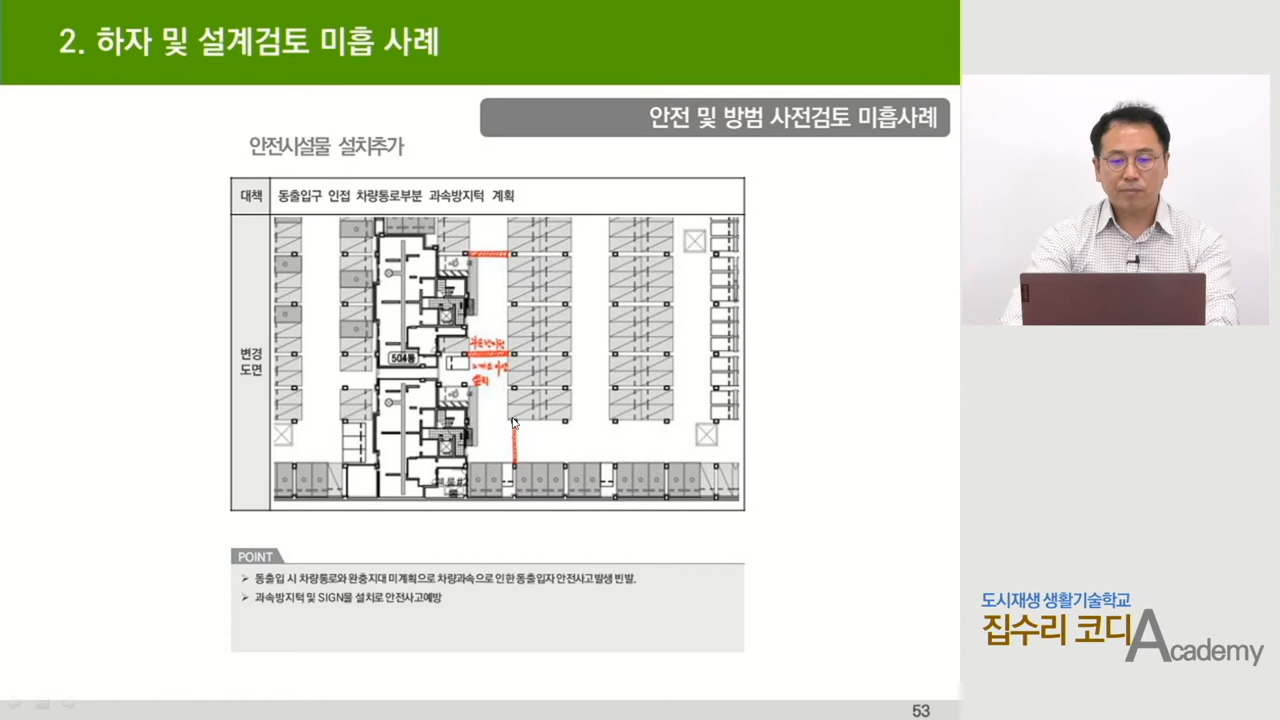 2. 하자 및 설계검토 미흡 사례
안전 및 방범 사전검토 미흡사례
안전시설물 설치추가
대책 동출입구 인접 차량통로부분 과속방지턱 계획
변경
도면
504동
과속방지턱
설치
POINT
➢ 동출입 시 차량통로와 완충지대 미계획으로 차량과속으로 인한 동출입자 안전사고발생 빈발.
➢ 과속방지턱 및 SIGN물 설치로 안전사고예방
53
도시재생 생활기술학교
집수리 코디 Academy